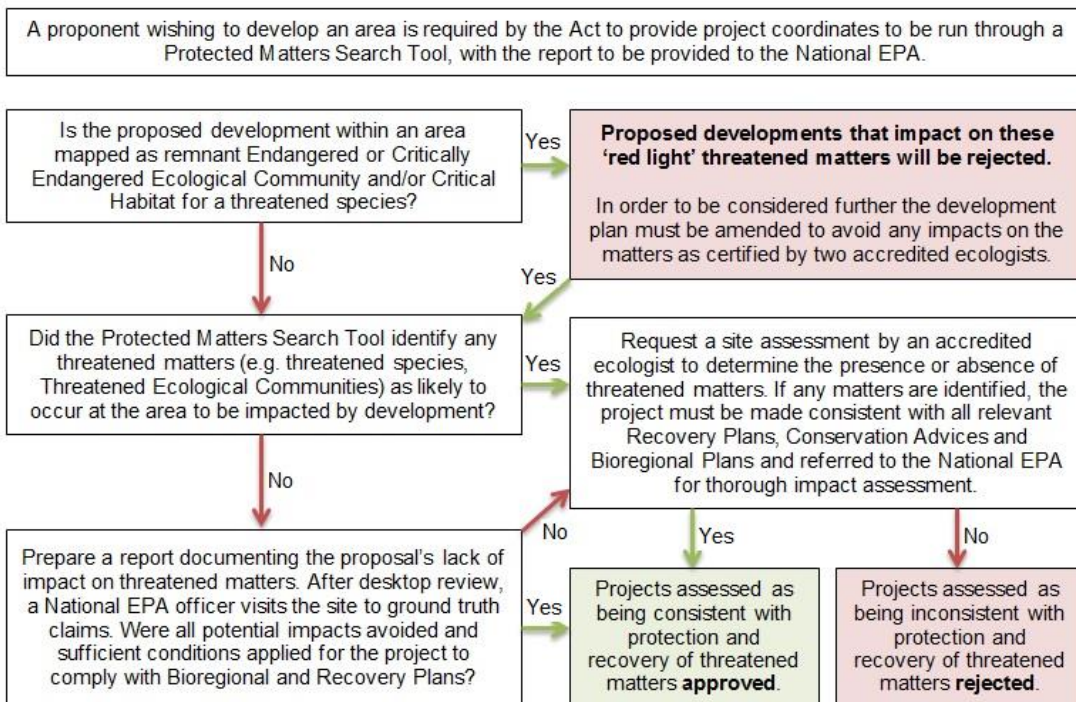 A proponent wishing to develop an area is required by the Act to provide project coordinates to be run through a
Protected Matters Search Tool, with the report to be provided to the National EPA.
Is the proposed development within an area
mapped as remnant Endangered or Critically
Endangered Ecological Community and/or Critical
Habitat for a threatened species?
Yes
Proposed developments that impact on these
‘red light’ threatened matters will be rejected.
In order to be considered further the development
plan must be amended to avoid any impacts on the
matters as certified by two accredited ecologists.
No
Yes
Did the Protected Matters Search Tool identify any
threatened matters (e.g. threatened species,
Threatened Ecological Communities) as likely to
occur at the area to be impacted by development?
Yes
Request a site assessment by an accredited
ecologist to determine the presence or absence of
threatened matters. If any matters are identified, the
project must be made consistent with all relevant
Recovery Plans, Conservation Advices and
Bioregional Plans and referred to the National EPA
for thorough impact assessment.
No
No
Yes
No
Prepare a report documenting the proposal’s lack of
impact on threatened matters. After desktop review,
a National EPA officer visits the site to ground truth
claims. Were all potential impacts avoided and
sufficient conditions applied for the project to
comply with Bioregional and Recovery Plans?
Yes
Projects assessed as
being consistent with
protection and
recovery of threatened
matters approved.
Projects assessed as
being inconsistent with
protection and
recovery of threatened
matters rejected.